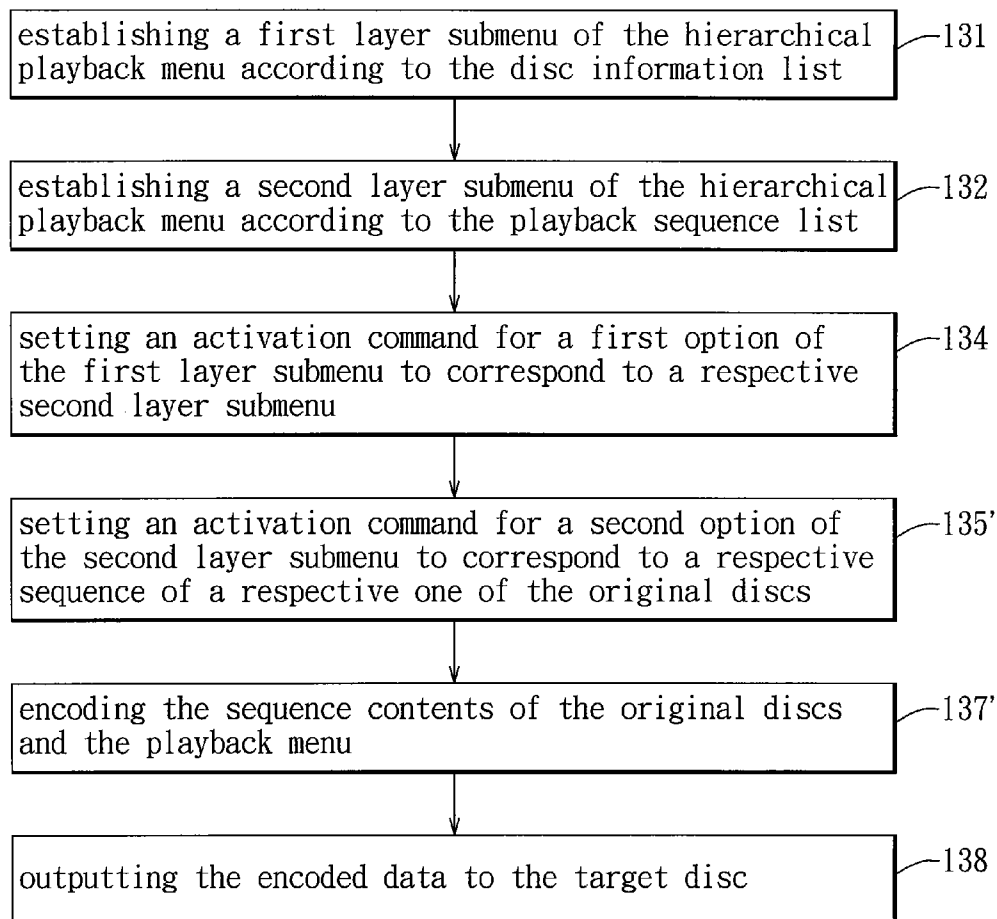 establishing a first layer submenu of the hierarchical
playback menu according to the disc information list
131
establishing a second layer submenu of the hierarchical
playback menu according to the playback sequence list
132
setting an activation command for a first option of
the first layer submenu to correspond to a respective
second layer submenu
134
setting an activation command for a second option of
the second layer submenu to correspond to a respective
sequence of a respective one of the original discs
135'
encoding the sequence contents of the original discs
and the playback menu
137'
outputting the encoded data to the target disc
138